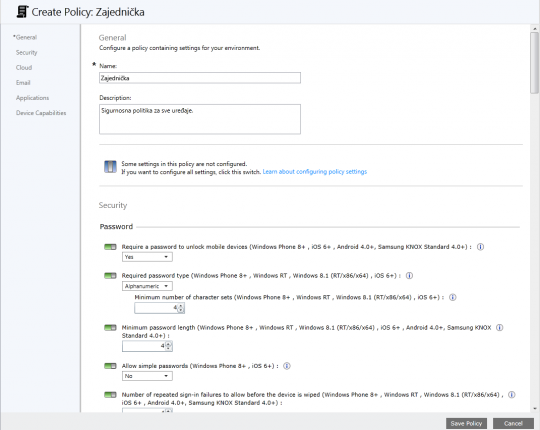 Create Policy: Zajednička
*General
Security
Cloud
Email
Applications
Device Capabilities
General
Configure a policy containing settings for your environment.
* Name:
Zajednička
Description:
Sigurnosna politika za sve uređaje.
Some settings in this policy are not configured.
If you want to configure all settings, click this switch. Learn about configuring policy settings
Security
Password
Require a password to unlock mobile devices (Windows Phone 8+ , iOS 6+ , Android 4.0+, Samsung KNOX Standard 4.0+) :
Yes
Required password type (Windows Phone 8+ , Windows RT , Windows 8.1 (RT/x86/x64) , iOS 6+) :
Alphanumeric
Minimum number of character sets (Windows Phone 8+ , Windows RT , Windows 8.1 (RT/x86/x64) , iOS 6+) :
4
Minimum password length (Windows Phone 8+ , Windows RT , Windows 8.1 (RT/x86/x64) , iOS 6+ , Android 4.0+, Samsung KNOX
Standard 4.0+) :
4
Allow simple passwords (Windows Phone 8+ , iOS 6+) :
No
Number of repeated sign-in failures to allow before the device is wiped (Windows Phone 8+ , Windows RT , Windows 8.1 (RT/x86/x64) ,
iOS 6+ , Android 4.0+, Samsung KNOX Standard 4.0+) :
Save Policy
Cancel